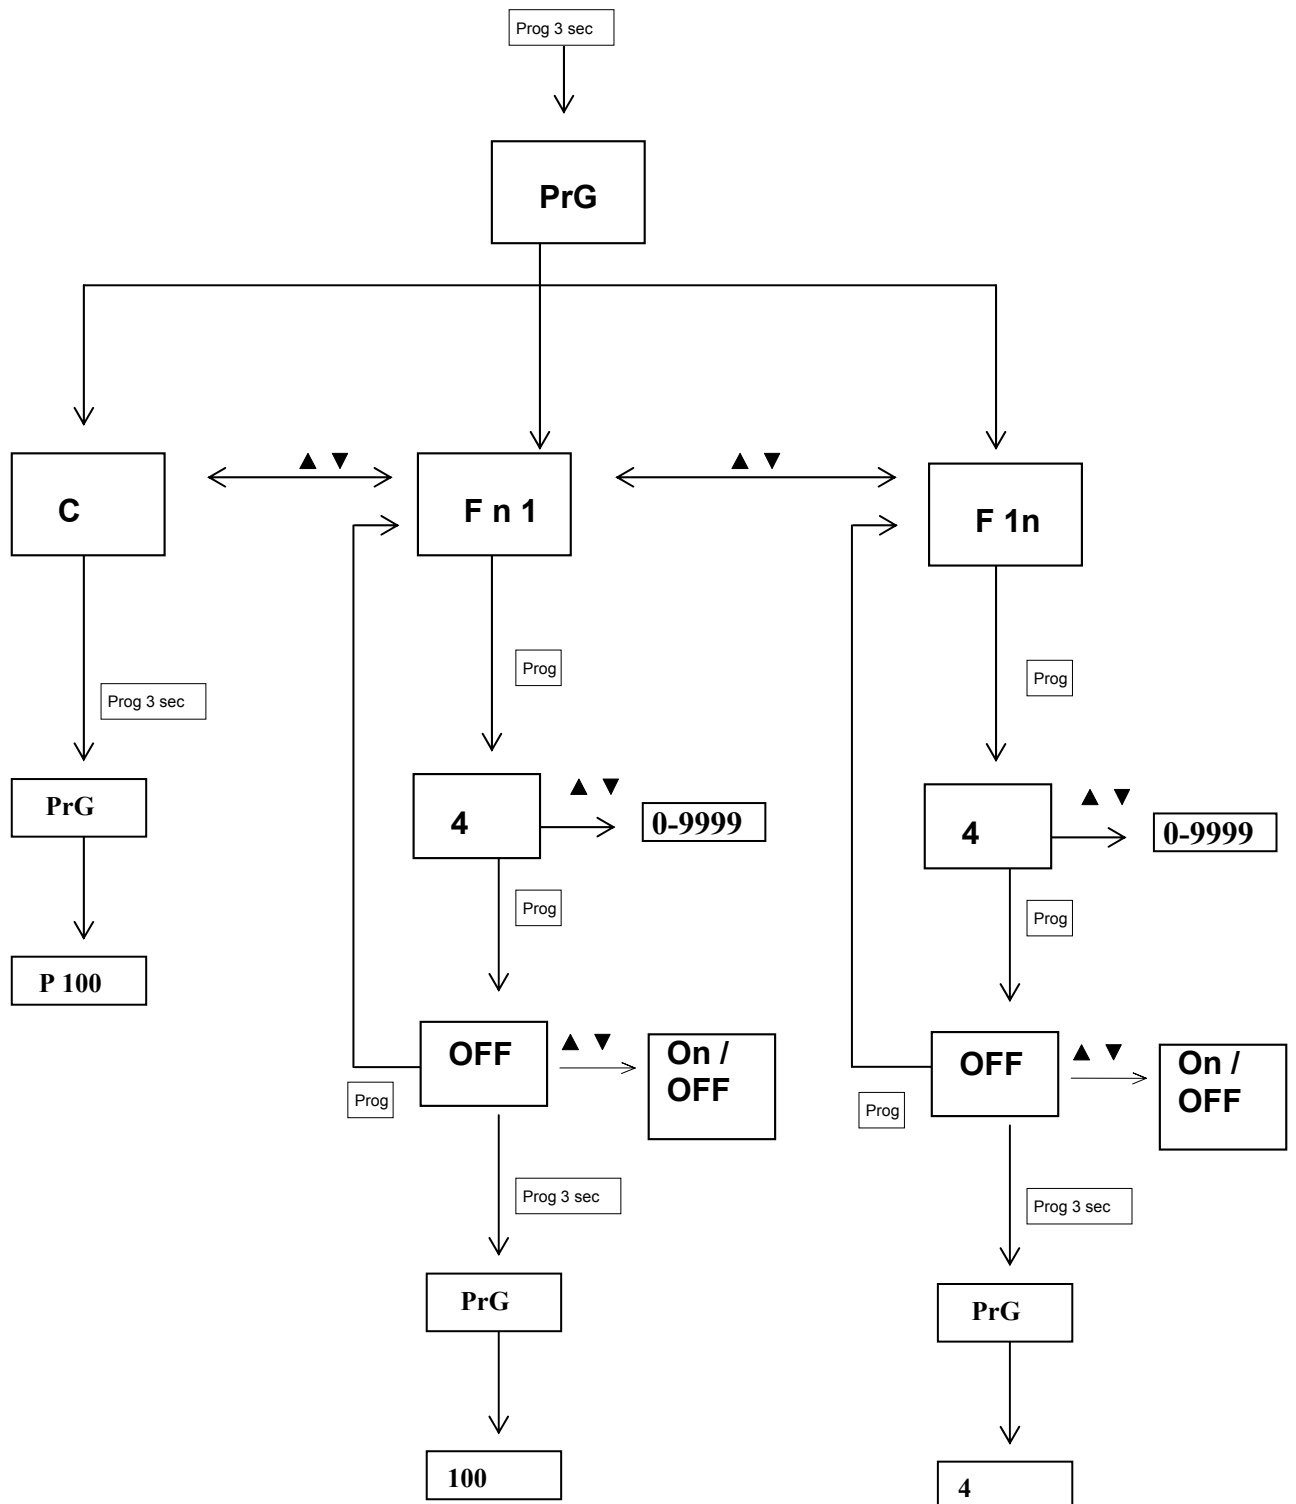 Prog 3 sec
PrG
▲ ▼
▲ ▼
C
F n 1
F 1n
Prog
Prog
Prog 3 sec
PrG
▲ ▼
▲ ▼
4
0-9999
4
0-9999
Prog
Prog
P 100
OFF
▲ ▼
On /
OFF
OFF
▲ ▼
On /
OFF
Prog
Prog
Prog 3 sec
Prog 3 sec
PrG
PrG
100
4